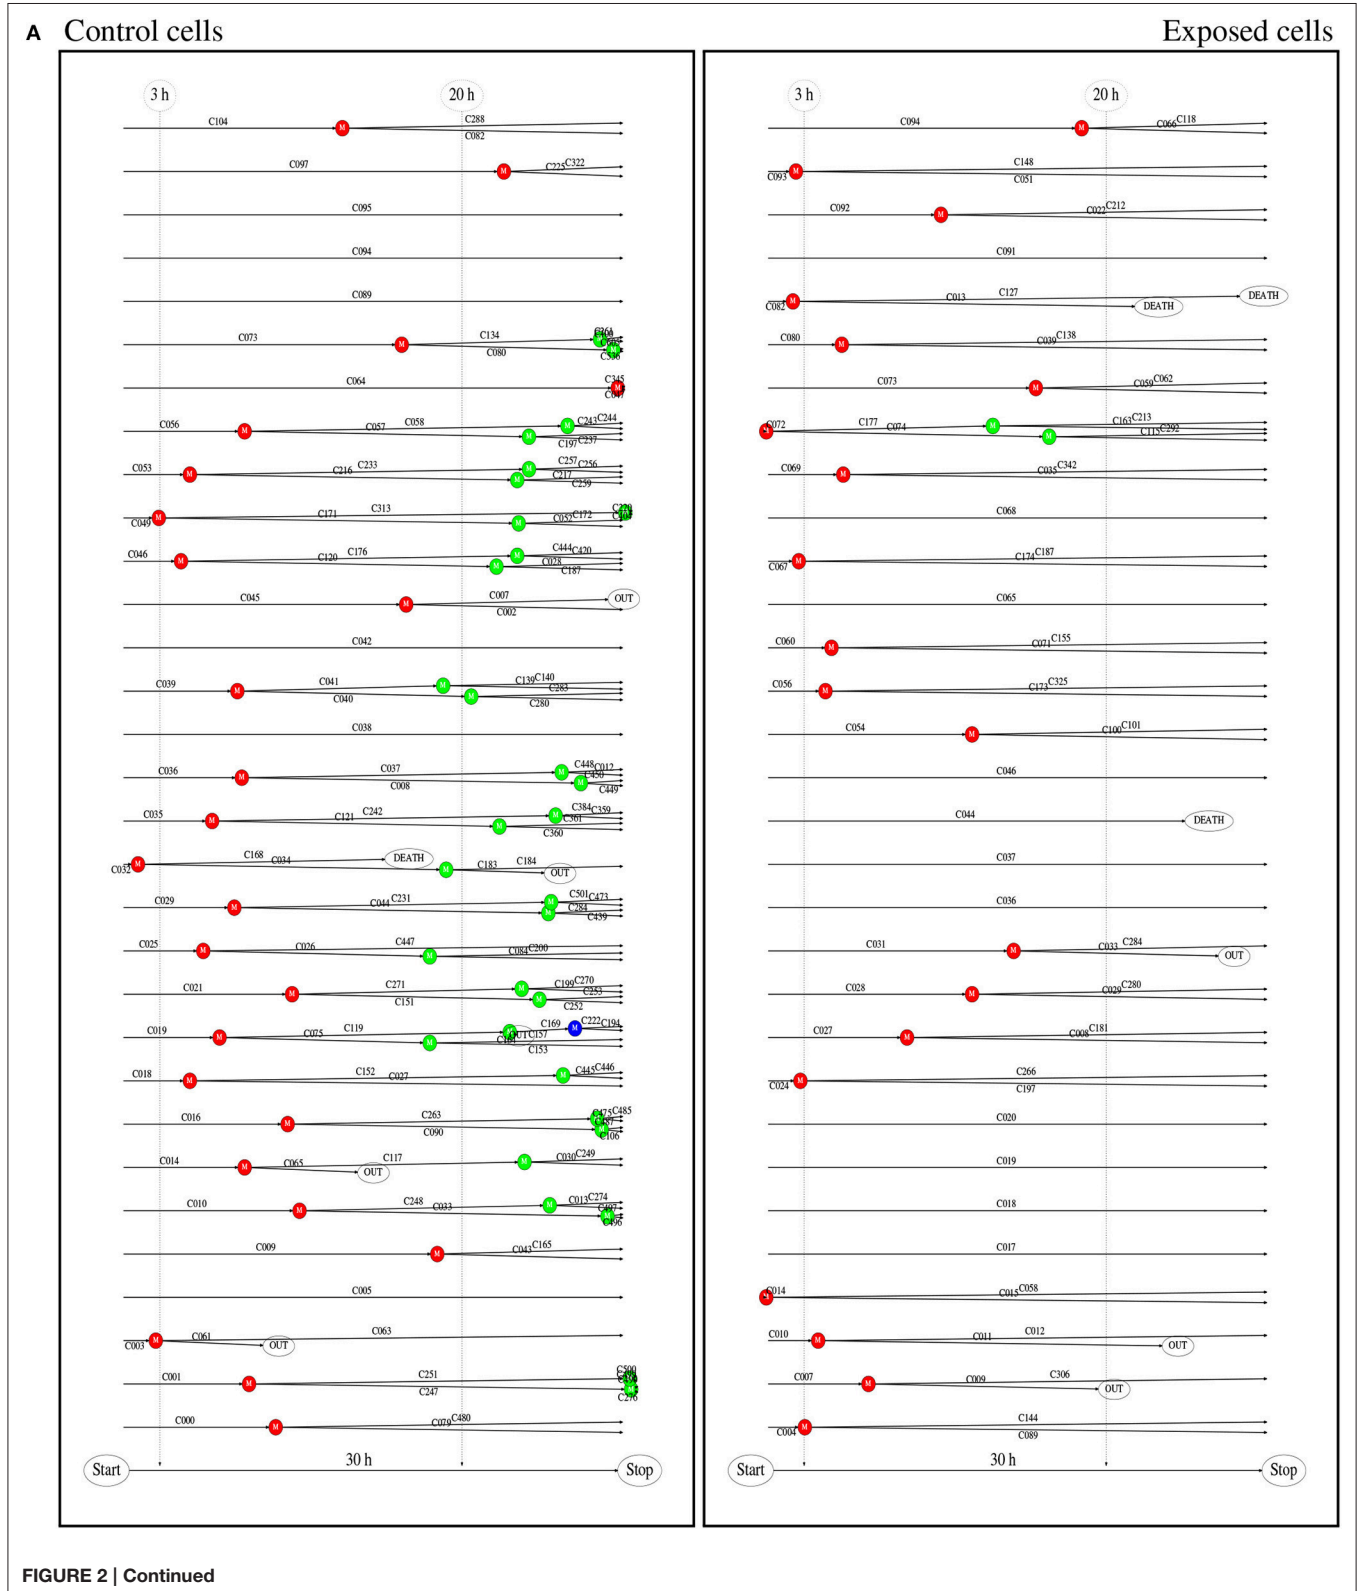 A Control cells
Exposed cells
3 h
20 h
C104
M
C288
C082
C097
M
C225
C322
C095
C094
C089
C073
M
C134
C080
C261
M
C536
C064
C345
M
C047
C056
M
C057
C058
M
C243
C244
M
C197
C237
C053
M
C216
C233
M
C257
C256
M
C217
C259
C049
M
C171
C313
C220
M
C052
C172
C046
M
C120
C176
M
C444
C420
M
C028
C187
C045
M
C007
OUT
C002
C042
C039
M
C041
C040
M
C139
C140
M
C283
C280
C038
C036
M
C037
C008
M
C448
C012
M
C450
C449
C035
M
C121
C242
M
C384
C359
M
C361
C360
C032
M
C168
DEATH
C034
M
C183
C184
OUT
C029
M
C044
C231
M
C501
C473
M
C284
C439
C025
M
C026
C447
M
C084
C200
C021
M
C271
C151
M
C199
C270
M
C253
C252
C019
M
C075
C119
M
C169
M
C222
C194
OUT
C157
M
C153
C018
M
C152
C027
M
C445
C446
C016
M
C263
C090
C475
C485
C487
M
C106
C014
M
C065
OUT
C117
M
C030
C249
C010
M
C248
C033
M
C013
C274
C497
M
C496
C009
M
C043
C165
C005
C003
M
C061
OUT
C063
C001
M
C251
C247
C500
M
C276
C000
M
C079
C480
Start
30 h
Stop
3 h
20 h
C094
M
C066
C118
C093
M
C148
C051
C092
M
C022
C212
C091
C082
M
C013
C127
DEATH
DEATH
C080
M
C039
C138
C073
M
C059
C062
M
C072
C177
C074
M
C163
C213
M
C115
C292
C069
M
C035
C342
C068
C067
M
C174
C187
C065
C060
M
C071
C155
C056
M
C173
C325
C054
M
C100
C101
C046
C044
DEATH
C037
C036
C031
M
C033
C284
OUT
C028
M
C029
C280
C027
M
C008
C181
C024
M
C266
C197
C020
C019
C018
C017
C014
C015
C058
C010
M
C011
C012
OUT
C007
M
C009
C306
OUT
C004
M
C144
C089
Start
30 h
Stop
FIGURE 2 | Continued